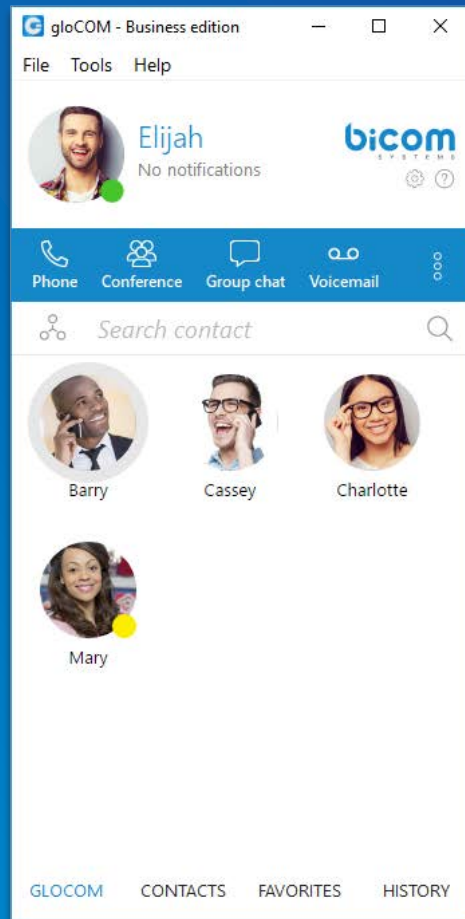 gloCOM - Business edition
File Tools Help
Elijah
No notifications
bicom
SYSTEMS
Phone Conference Group chat Voicemail
Search contact
Barry Cassey Charlotte
Mary
GLOCOM CONTACTS FAVORITES HISTORY